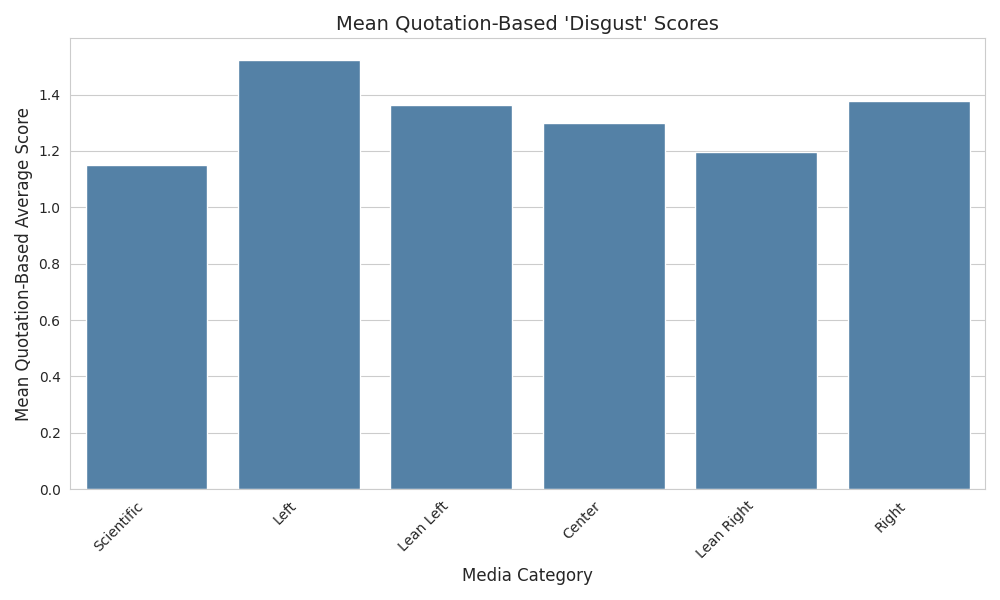 Mean Quotation-Based 'Disgust' Scores
Mean Quotation-Based Average Score
1.4
1.2
1.0
0.8
0.6
0.4
0.2
0.0
Scientific
Left
Lean Left
Center
Lean Right
Right
Media Category